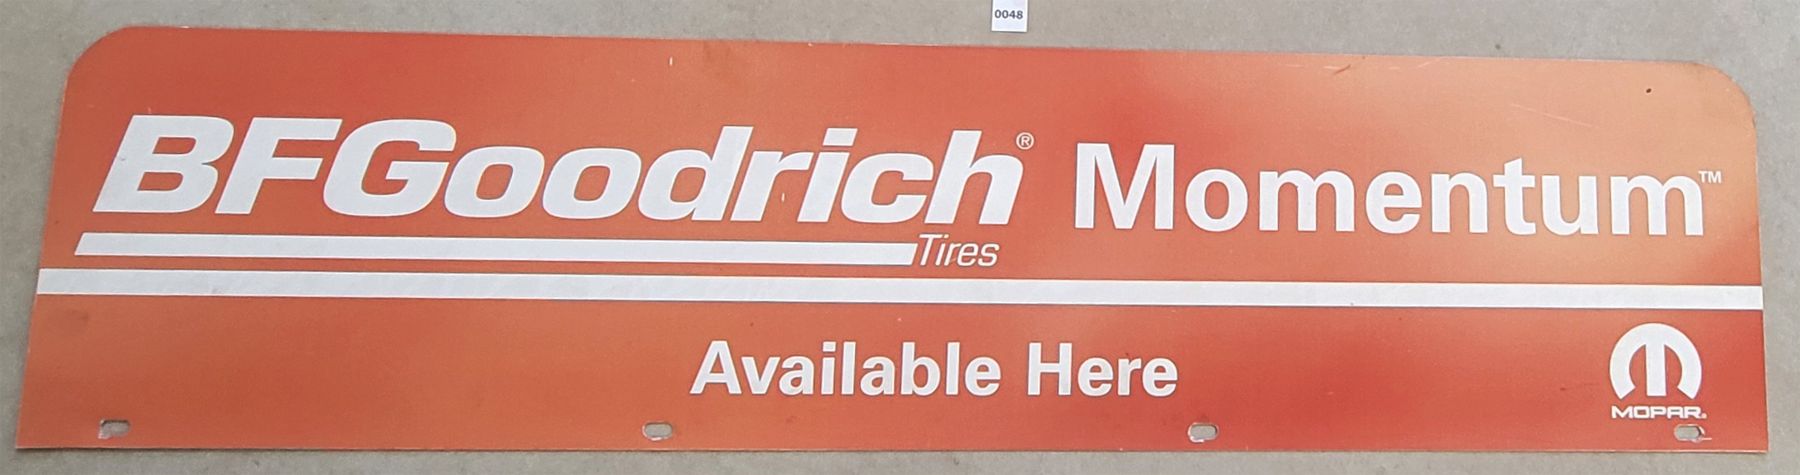 0048
BFGoodrich® Momentum™
Tires
Available Here
MOPAR®